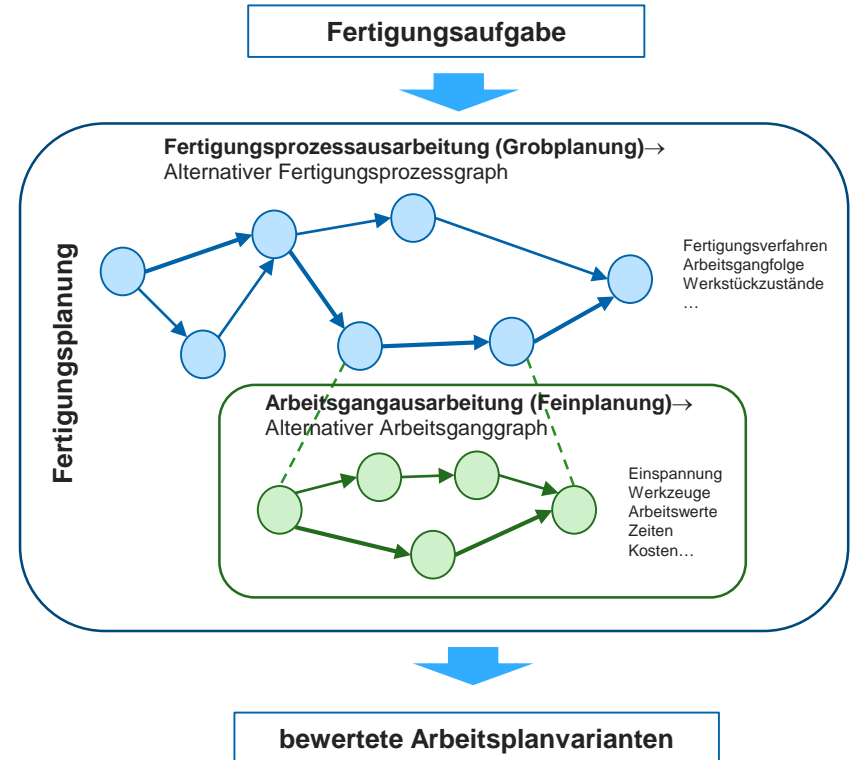 Fertigungsaufgabe
Fertigungsprozessausarbeitung (Grobplanung)→
Alternativer Fertigungsprozessgraph
Fertigungsplanung
Fertigungsverfahren
Arbeitsgangfolge
Werkstückzustände
…
Arbeitsgangausarbeitung (Feinplanung)→
Alternativer Arbeitsganggraph
Einspannung
Werkzeuge
Arbeitswerte
Zeiten
Kosten…
bewertete Arbeitsplanvarianten